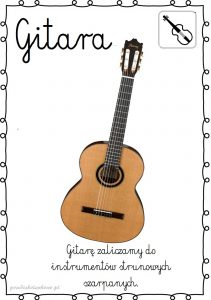 Gitara
Gitarę zaliczamy do
instrumentów strunowych
szarpanych.